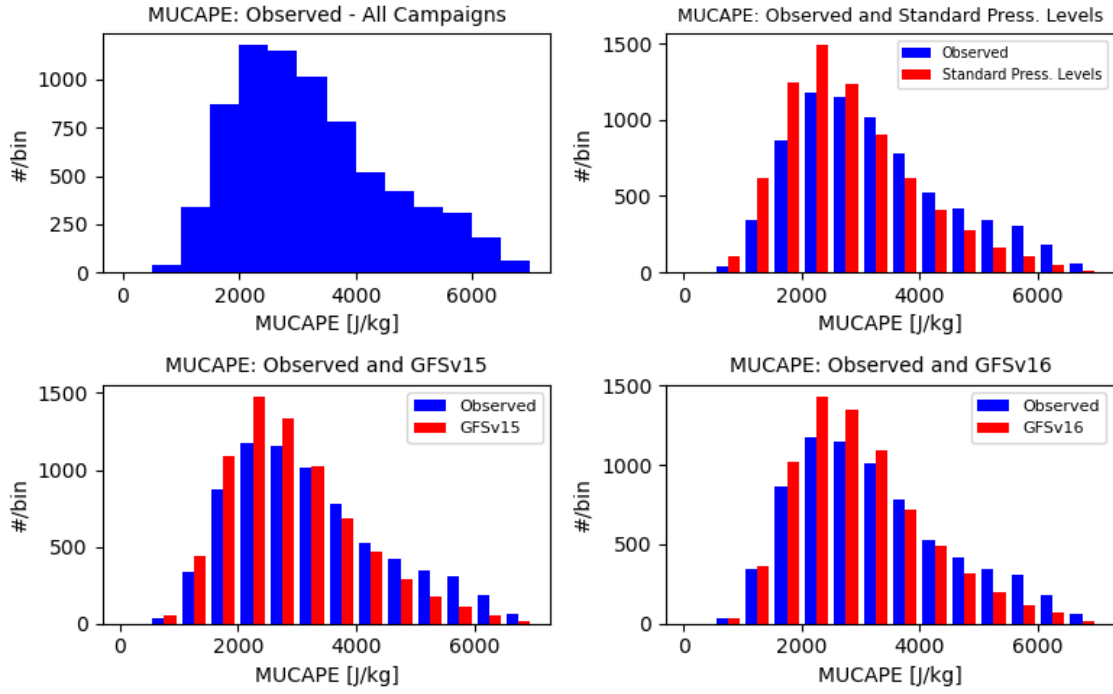 MUCAPE: Observed - All Campaigns
#/bin
1000
750
500
250
0
0 2000 4000 6000
MUCAPE [J/kg]
MUCAPE: Observed and Standard Press. Levels
#/bin
1500
1000
500
0
Observed
Standard Press. Levels
0 2000 4000 6000
MUCAPE [J/kg]
MUCAPE: Observed and GFSv15
#/bin
1500
1000
500
0
Observed
GFSv15
0 2000 4000 6000
MUCAPE [J/kg]
MUCAPE: Observed and GFSv16
#/bin
1500
1000
500
0
Observed
GFSv16
0 2000 4000 6000
MUCAPE [J/kg]